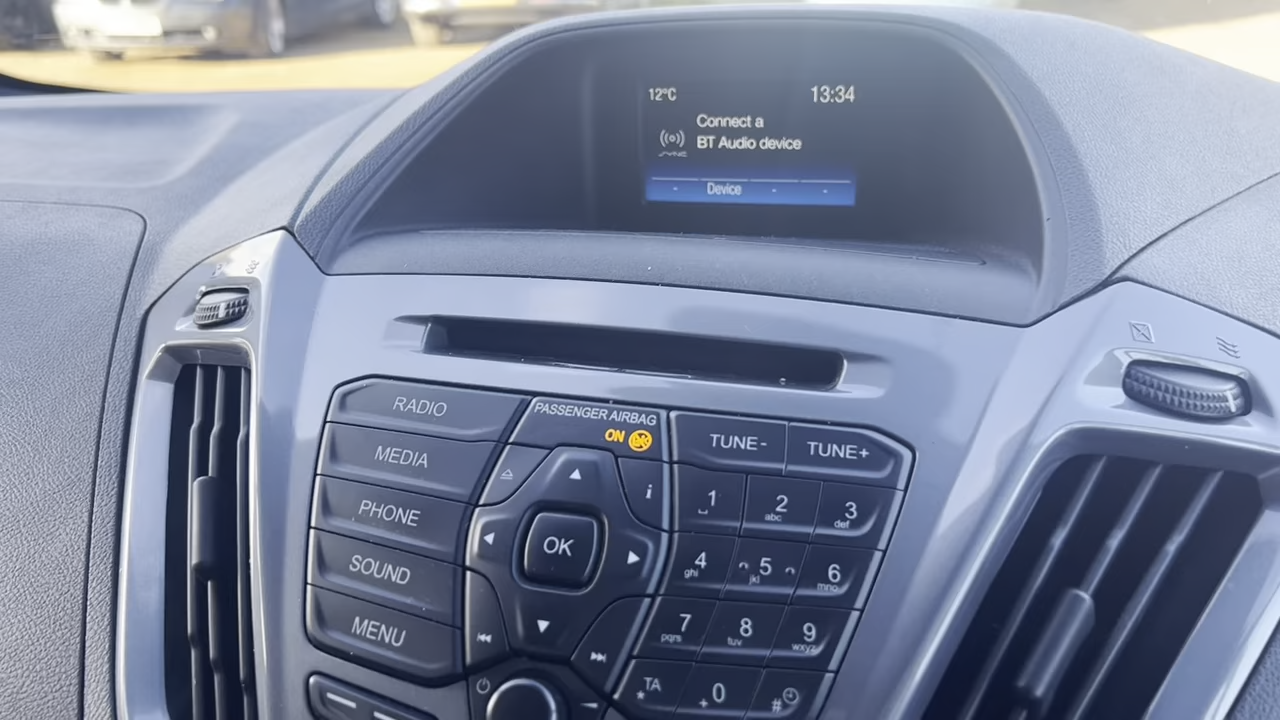 12°C 13:34
Connect a
BT Audio device
SYNC
- Device - -
RADIO
MEDIA
PHONE
SOUND
MENU
PASSENGER AIRBAG
ON
i
OK
TUNE-
TUNE+
1
2
abc
3
def
4
ghi
5
jkl
6
mno
7
pqrs
8
tuv
9
wxyz
TA
*
0
+
#